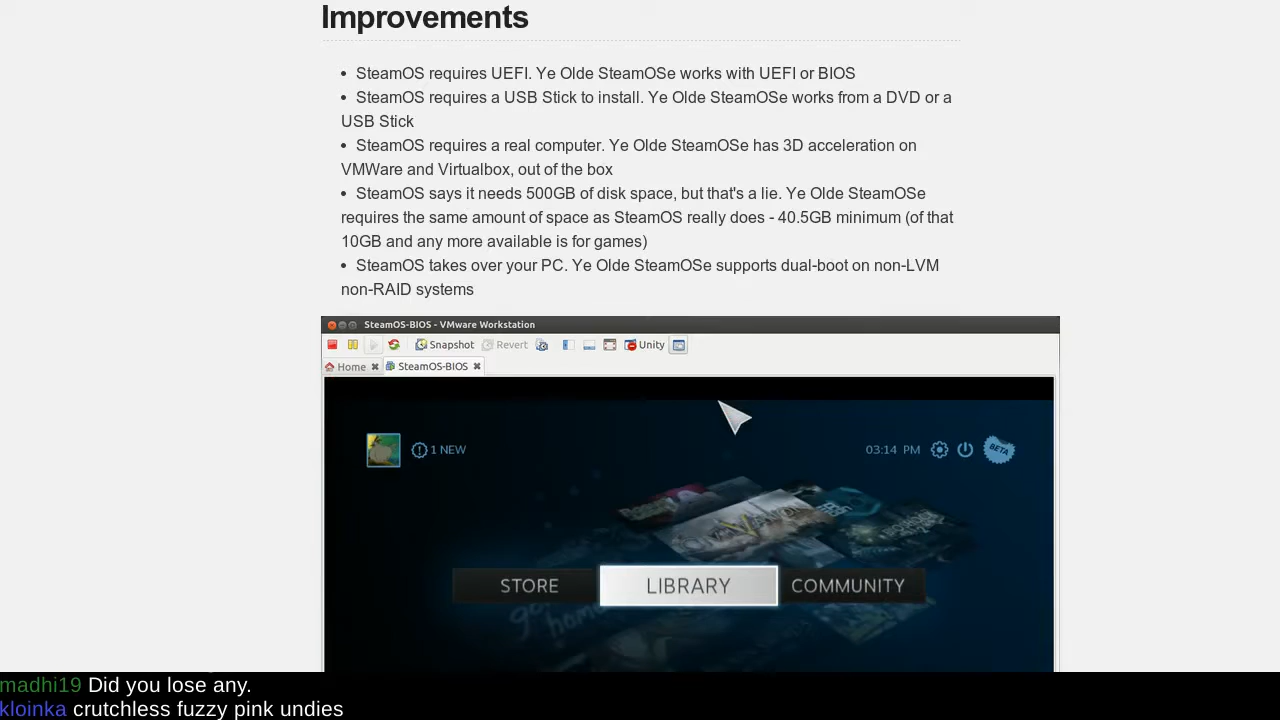 Improvements
• SteamOS requires UEFI. Ye Olde SteamOSe works with UEFI or BIOS
• SteamOS requires a USB Stick to install. Ye Olde SteamOSe works from a DVD or a
USB Stick
• SteamOS requires a real computer. Ye Olde SteamOSe has 3D acceleration on
VMWare and Virtualbox, out of the box
• SteamOS says it needs 500GB of disk space, but that's a lie. Ye Olde SteamOSe
requires the same amount of space as SteamOS really does - 40.5GB minimum (of that
10GB and any more available is for games)
• SteamOS takes over your PC. Ye Olde SteamOSe supports dual-boot on non-LVM
non-RAID systems
SteamOS-BIOS - VMware Workstation
Snapshot Revert Unity
Home SteamOS-BIOS
1 NEW 03:14 PM BETA
STORE LIBRARY COMMUNITY
madhi19 Did you lose any.
kloinka crutchless fuzzy pink undies